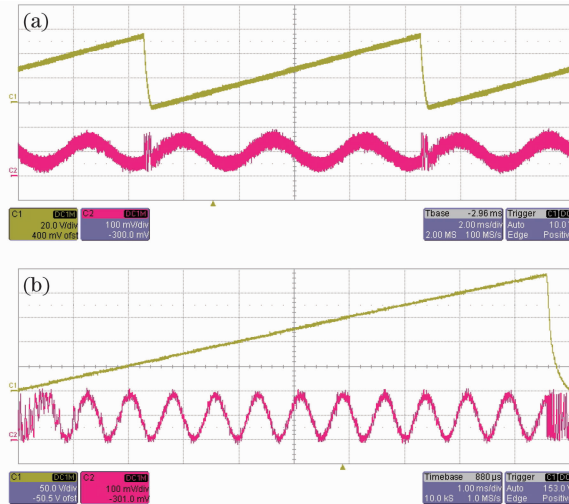 (a)
C1
C2
C1 DC1M
20.0 V/div
400 mV ofst
C2 DC1M
100 mV/div
-300.0 mV
Tbase -2.96 ms
2.00 ms/div
2.00 MS 100 MS/s
Trigger C1 DC
Auto 10.0
Edge Positiv
(b)
C1
C2
C1 DC1M
50.0 V/div
-50.5 V ofst
C2 DC1M
100 mV/div
-301.0 mV
Timebase 880 µs
1.00 ms/div
10.0 kS 1.0 MS/s
Trigger C1 DC
Auto 153.0
Edge Positiv